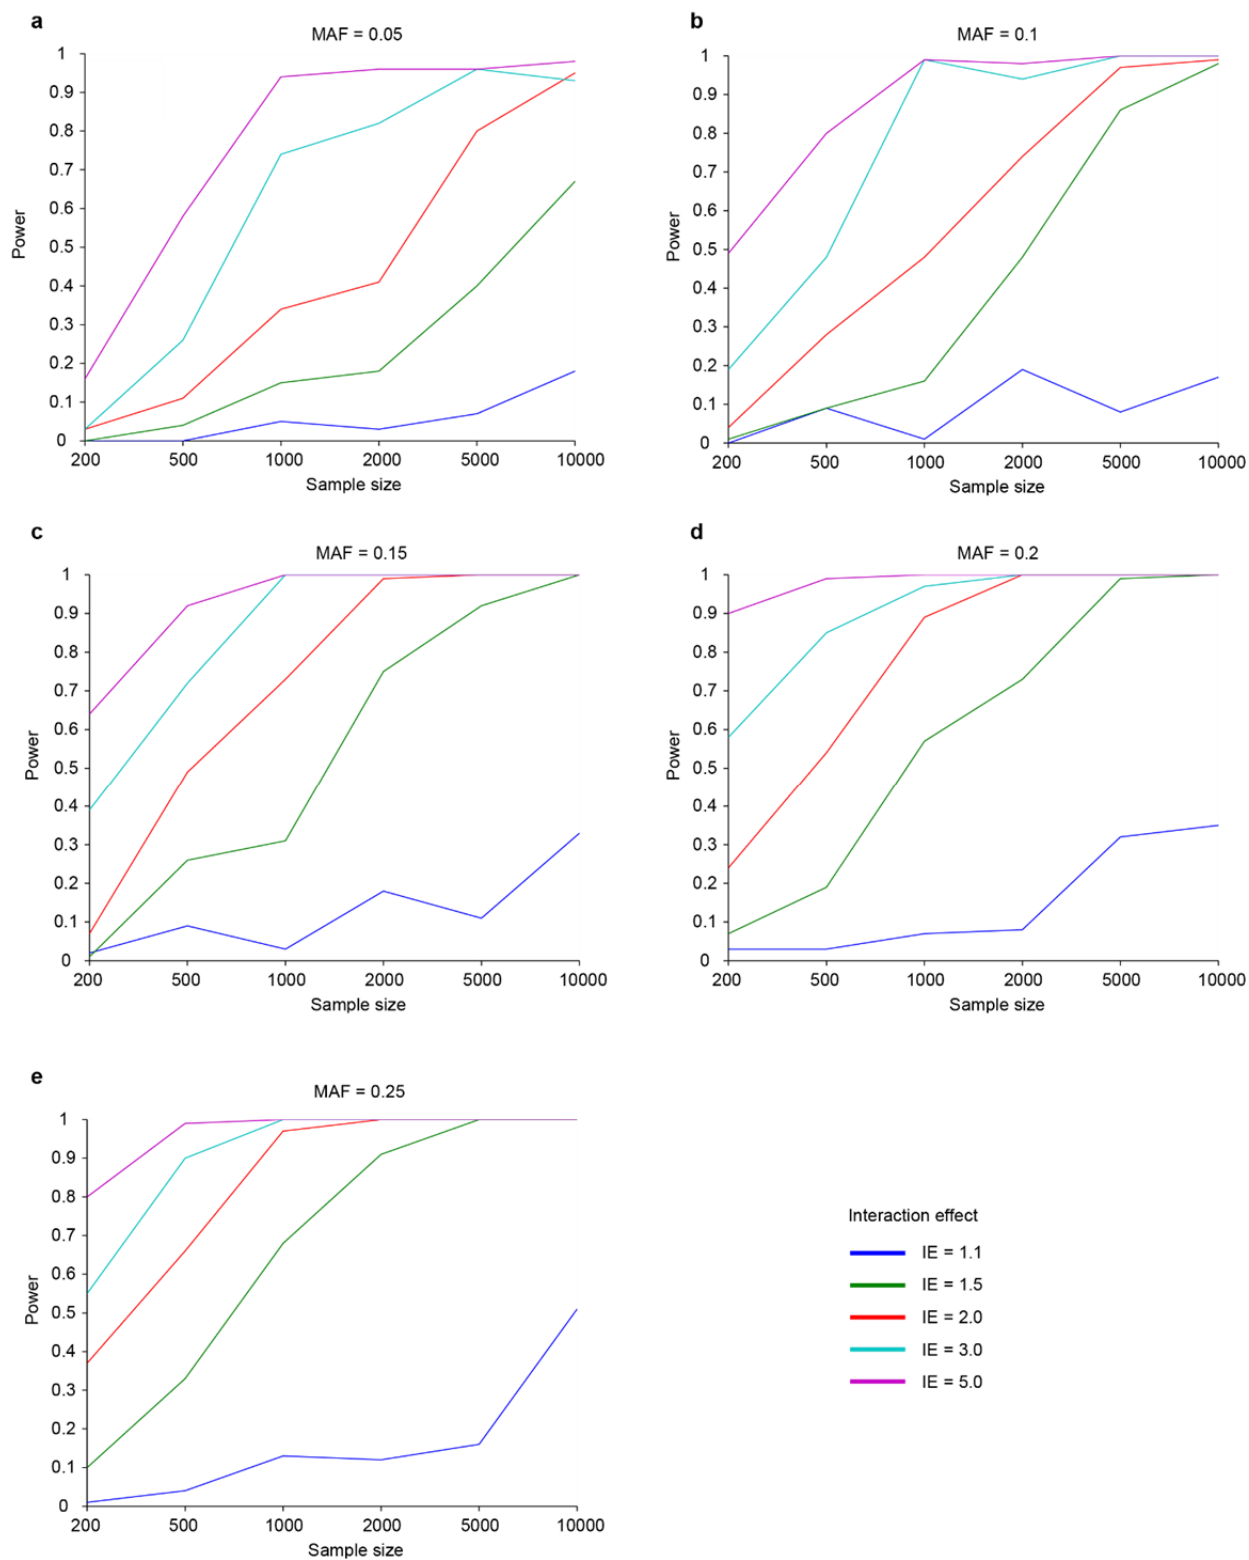 a
MAF = 0.05
1
0.9
0.8
0.7
0.6
0.5
0.4
0.3
0.2
0.1
0
Power
200 500 1000 2000 5000 10000
Sample size
b
MAF = 0.1
1
0.9
0.8
0.7
0.6
0.5
0.4
0.3
0.2
0.1
0
Power
200 500 1000 2000 5000 10000
Sample size
c
MAF = 0.15
1
0.9
0.8
0.7
0.6
0.5
0.4
0.3
0.2
0.1
0
Power
200 500 1000 2000 5000 10000
Sample size
d
MAF = 0.2
1
0.9
0.8
0.7
0.6
0.5
0.4
0.3
0.2
0.1
0
Power
200 500 1000 2000 5000 10000
Sample size
e
MAF = 0.25
1
0.9
0.8
0.7
0.6
0.5
0.4
0.3
0.2
0.1
0
Power
200 500 1000 2000 5000 10000
Sample size
Interaction effect
IE = 1.1
IE = 1.5
IE = 2.0
IE = 3.0
IE = 5.0